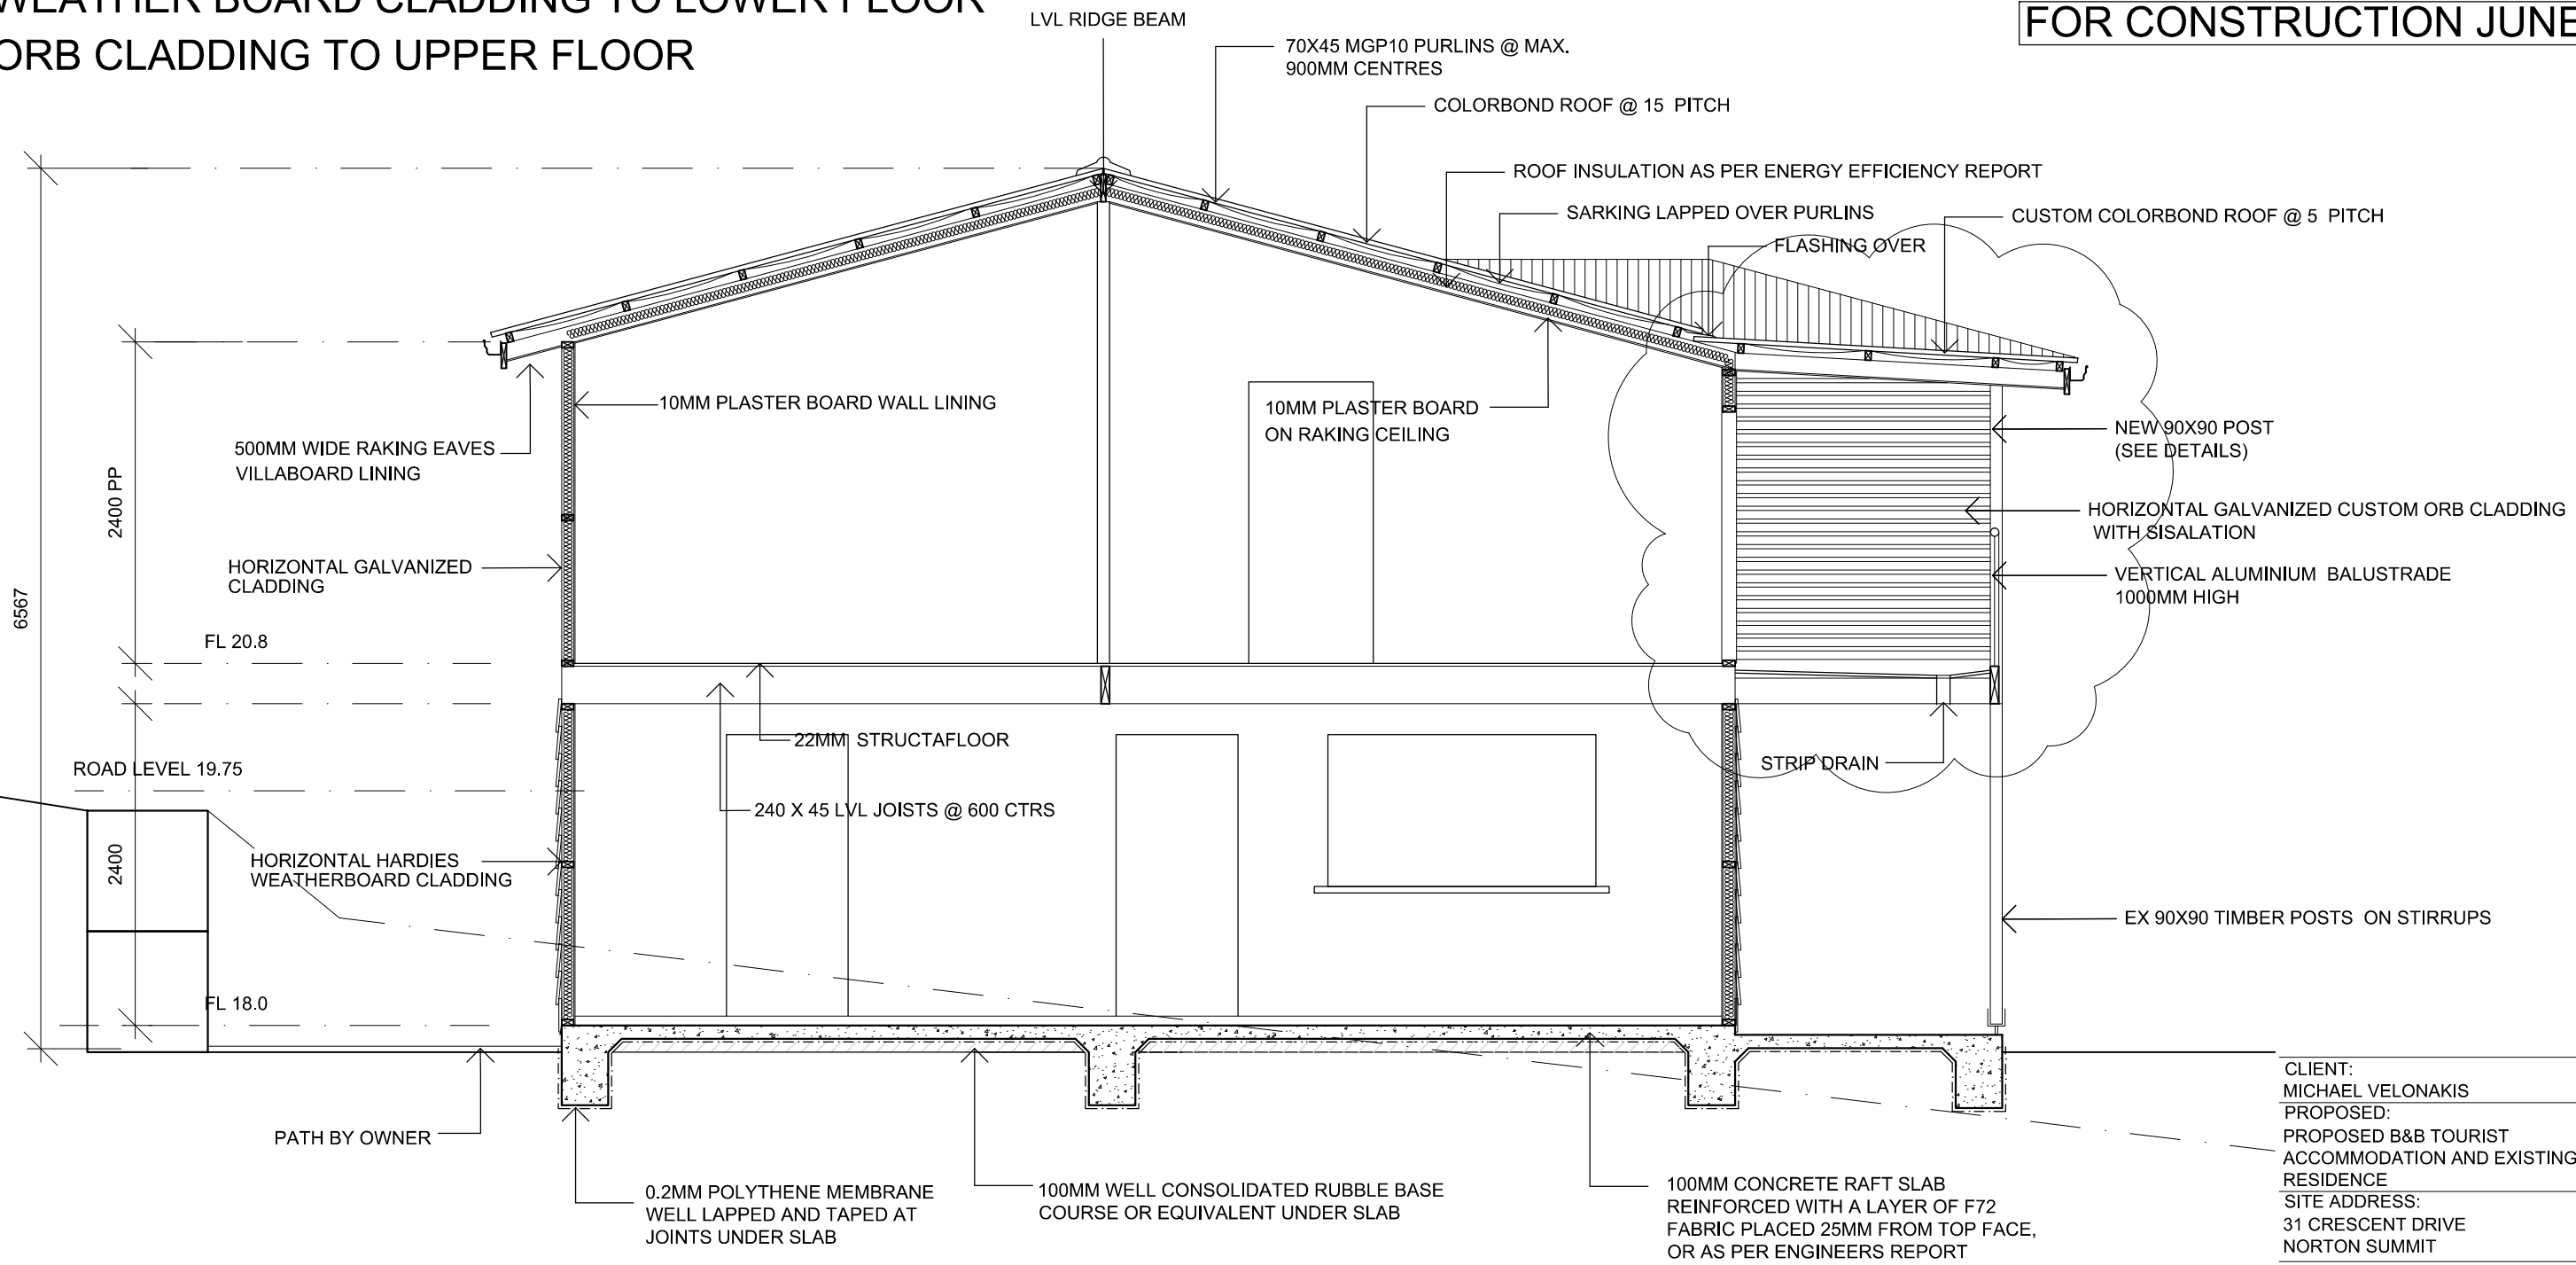 WEATHER BOARD CLADDING TO LOWER FLOOR
ORB CLADDING TO UPPER FLOOR
LVL RIDGE BEAM
FOR CONSTRUCTION JUNE
70X45 MGP10 PURLINS @ MAX.
900MM CENTRES
COLORBOND ROOF @ 15 PITCH
ROOF INSULATION AS PER ENERGY EFFICIENCY REPORT
SARKING LAPPED OVER PURLINS
CUSTOM COLORBOND ROOF @ 5 PITCH
FLASHING OVER
10MM PLASTER BOARD WALL LINING
10MM PLASTER BOARD
ON RAKING CEILING
500MM WIDE RAKING EAVES
VILLABOARD LINING
NEW 90X90 POST
(SEE DETAILS)
2400 PP
HORIZONTAL GALVANIZED CUSTOM ORB CLADDING
WITH SISALATION
HORIZONTAL GALVANIZED
CLADDING
VERTICAL ALUMINIUM BALUSTRADE
1000MM HIGH
6567
FL 20.8
22MM STRUCTAFLOOR
STRIP DRAIN
ROAD LEVEL 19.75
240 X 45 LVL JOISTS @ 600 CTRS
2400
HORIZONTAL HARDIES
WEATHERBOARD CLADDING
EX 90X90 TIMBER POSTS ON STIRRUPS
FL 18.0
PATH BY OWNER
0.2MM POLYTHENE MEMBRANE
WELL LAPPED AND TAPED AT
JOINTS UNDER SLAB
100MM WELL CONSOLIDATED RUBBLE BASE
COURSE OR EQUIVALENT UNDER SLAB
100MM CONCRETE RAFT SLAB
REINFORCED WITH A LAYER OF F72
FABRIC PLACED 25MM FROM TOP FACE,
OR AS PER ENGINEERS REPORT
CLIENT:
MICHAEL VELONAKIS
PROPOSED:
PROPOSED B&B TOURIST
ACCOMMODATION AND EXISTING
RESIDENCE
SITE ADDRESS:
31 CRESCENT DRIVE
NORTON SUMMIT